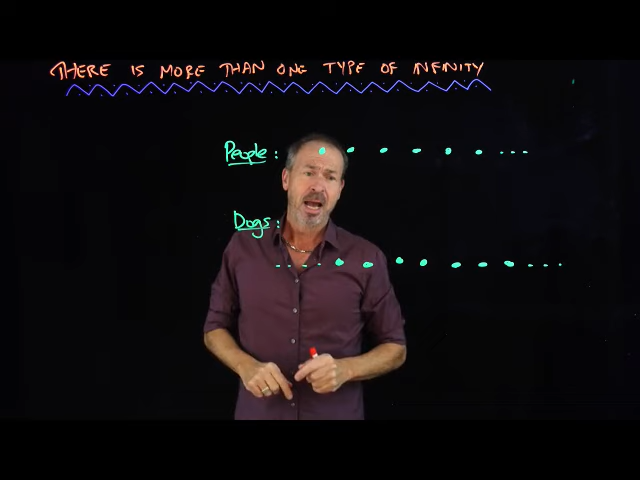 THERE IS MORE THAN ONE TYPE OF INFINITY
People: . . .
Dogs:
. . . . . .